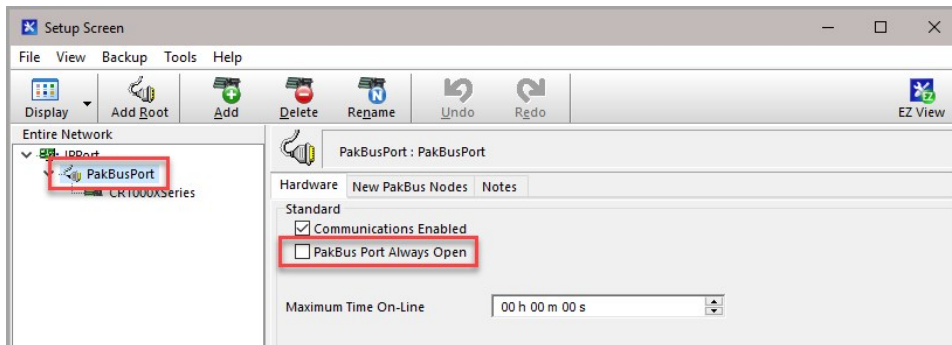 Setup Screen
File View Backup Tools Help
Display Add Root Add Delete Rename Undo Redo EZ View
Entire Network
IPPort
PakBusPort
CR1000XSeries
PakBusPort : PakBusPort
Hardware New PakBus Nodes Notes
Standard
Communications Enabled
PakBus Port Always Open
Maximum Time On-Line 00 h 00 m 00 s